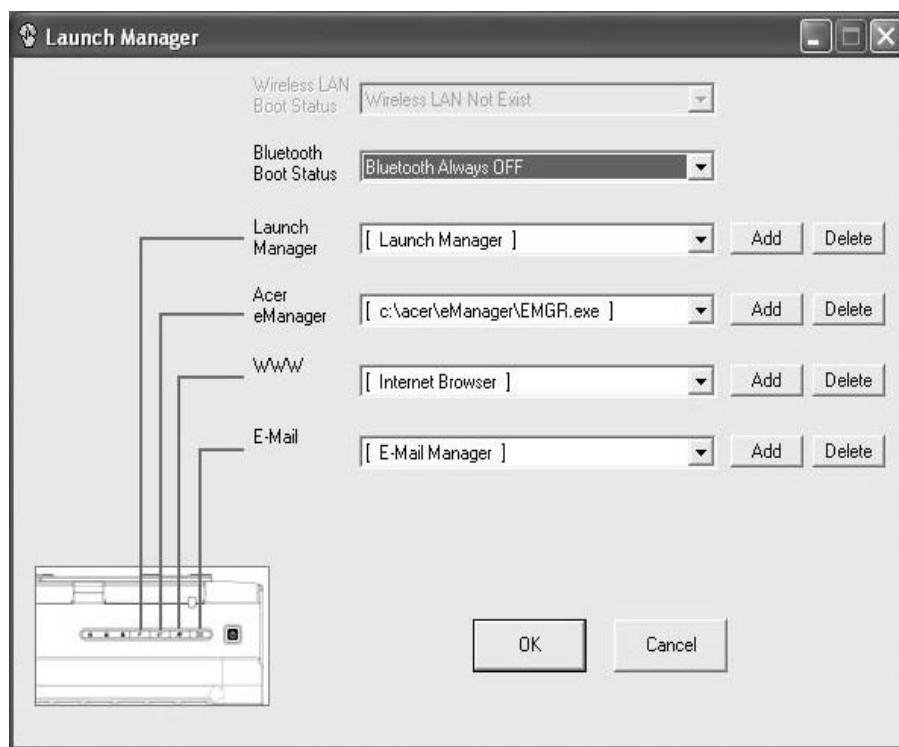 Launch Manager
Wireless LAN
Boot Status
Wireless LAN Not Exist
Bluetooth
Boot Status
Bluetooth Always OFF
Launch
Manager
[ Launch Manager ]
Add
Delete
Acer
eManager
[ c:\acer\eManager\EMGR.exe ]
Add
Delete
WWW
[ Internet Browser ]
Add
Delete
E-Mail
[ E-Mail Manager ]
Add
Delete
OK
Cancel